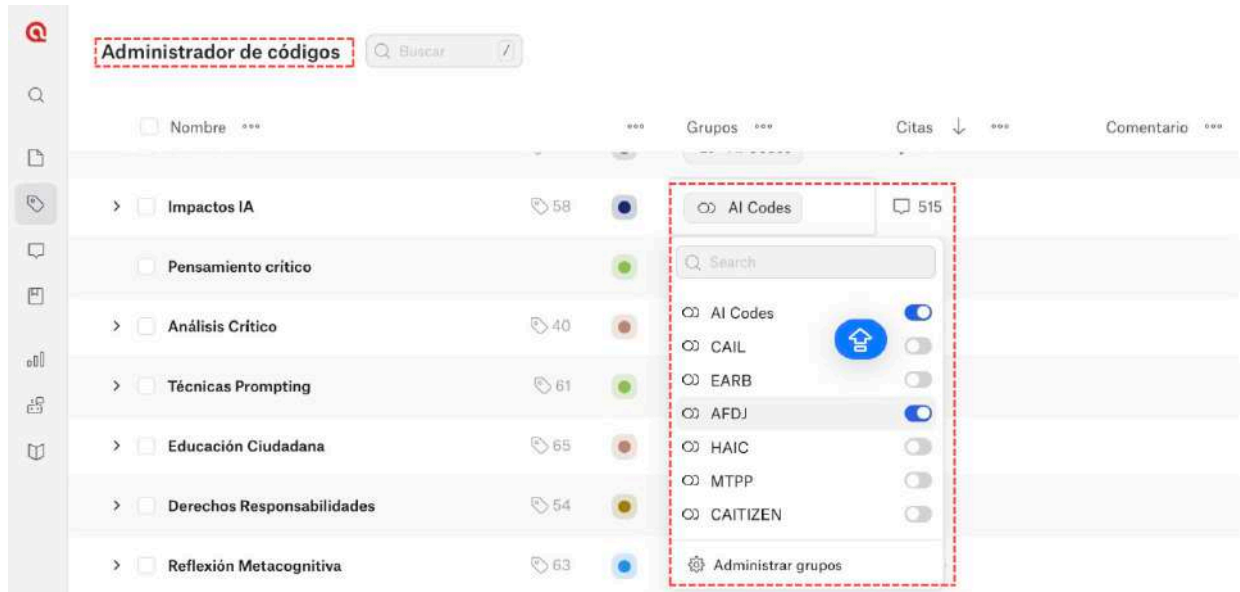 Administrador de códigos Buscar /
Nombre Grupos Citas Comentario
AI Codes
Impactos IA 58 AI Codes 515
Pensamiento crítico Search
Análisis Crítico 40 AI Codes
CAIL
Técnicas Prompting 61 EARB
AFDJ
Educación Ciudadana 65 HAIC
MTPP
Derechos Responsabilidades 54 CAITIZEN
Reflexión Metacognitiva 63 Administrar grupos